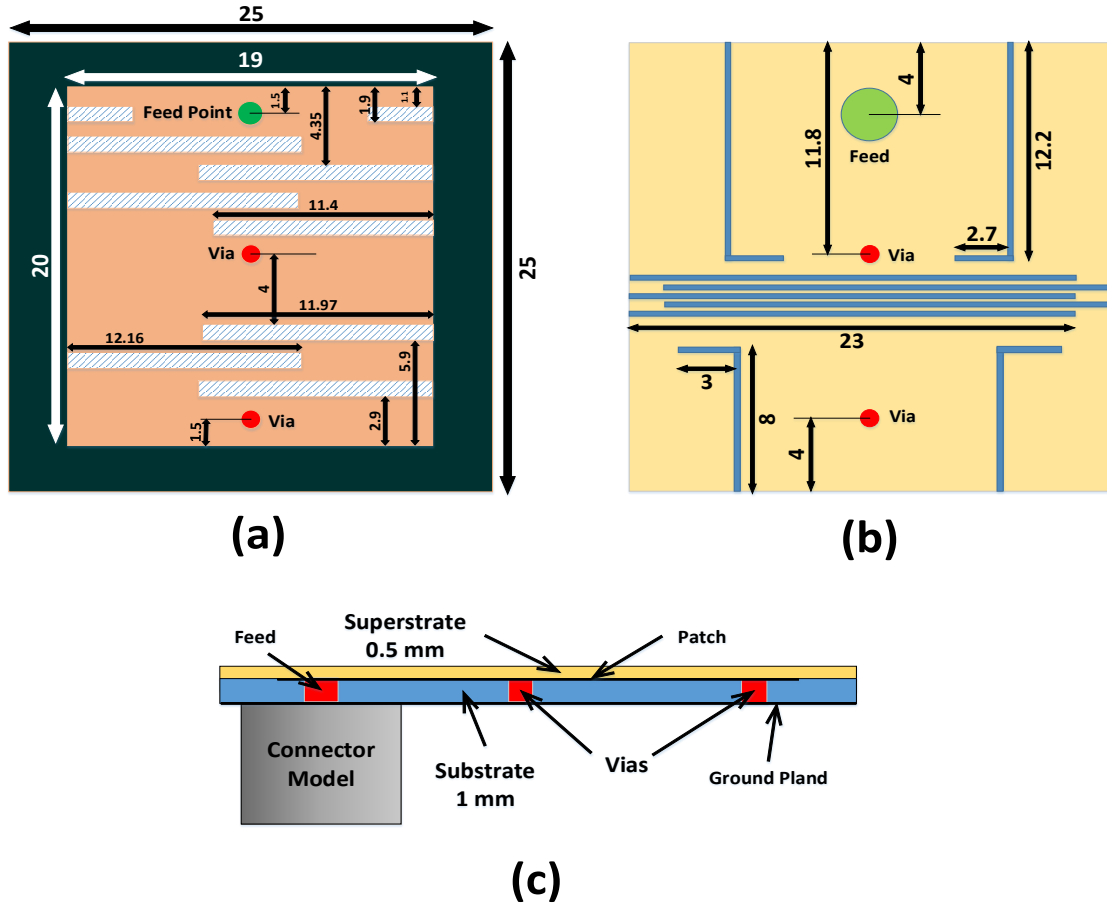 25
19
Feed Point
1.5
4.35
1.9
1.1
11.4
Via
20
25
4
11.97
12.16
5.9
2.9
1.5
Via
(a)
4
11.8
Feed
12.2
2.7
Via
23
3
8
4
Via
(b)
Superstrate
0.5 mm
Feed
Patch
Connector
Model
Substrate
1 mm
Vias
Ground Pland
(c)